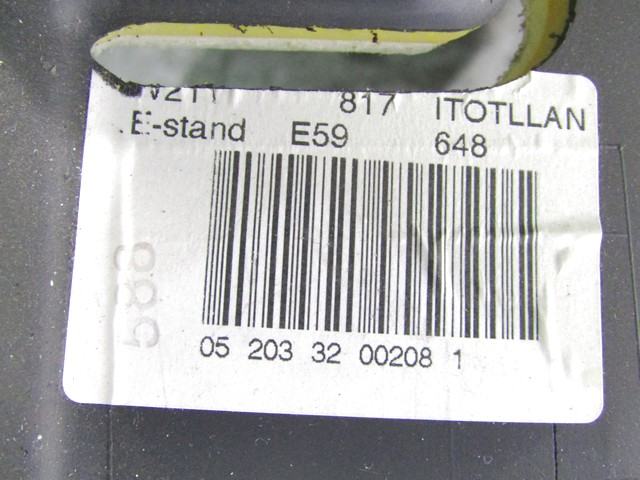 817 ITOTLLAN
E-stand E59 648
05 203 32 00208 1